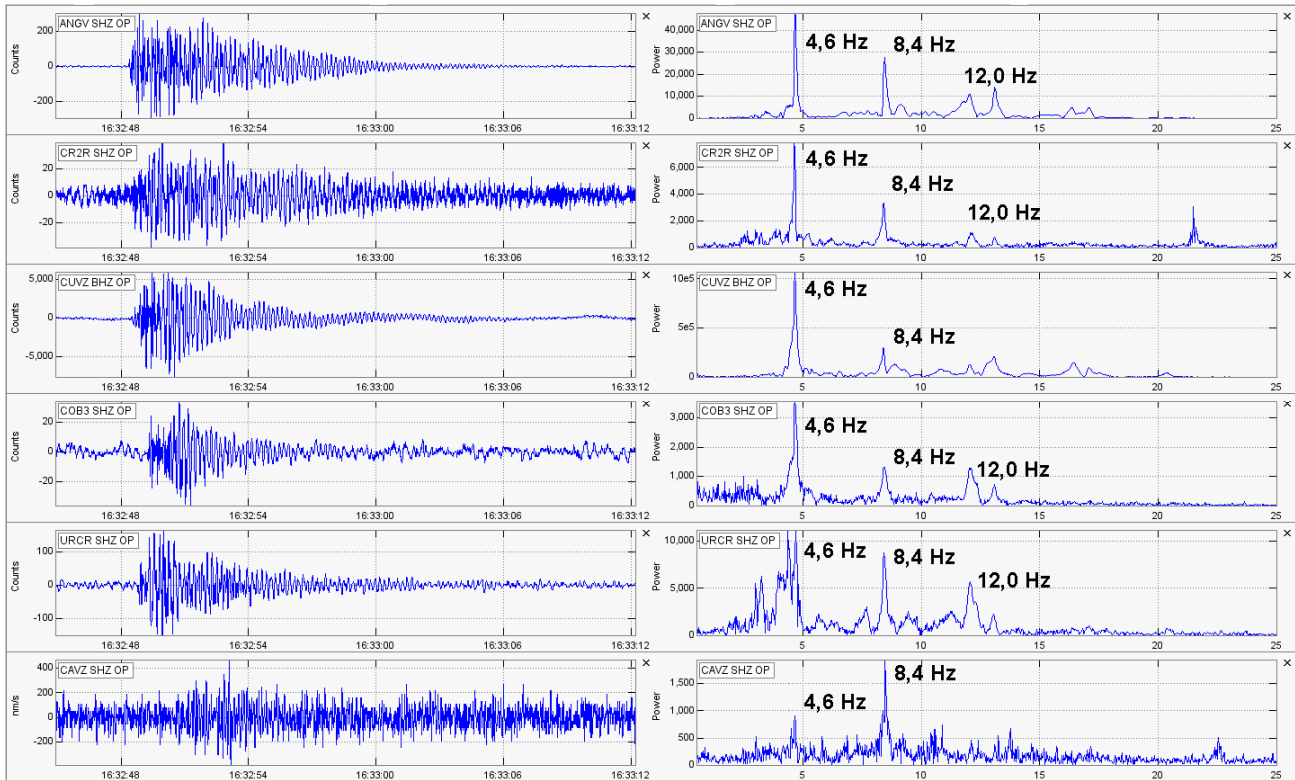 ANGV SHZ OP
Counts
200
0
-200
16:32:48 16:32:54 16:33:00 16:33:06 16:33:12
×
ANGV SHZ OP
Power
40,000
30,000
20,000
10,000
0
4,6 Hz
8,4 Hz
12,0 Hz
5 10 15 20 25
×
CR2R SHZ OP
Counts
20
0
-20
16:32:48 16:32:54 16:33:00 16:33:06 16:33:12
×
CR2R SHZ OP
Power
6,000
4,000
2,000
0
4,6 Hz
8,4 Hz
12,0 Hz
5 10 15 20 25
×
CUVZ BHZ OP
Counts
5,000
0
-5,000
16:32:48 16:32:54 16:33:00 16:33:06 16:33:12
×
CUVZ BHZ OP
Power
10e5
5e5
0
4,6 Hz
8,4 Hz
5 10 15 20 25
×
COB3 SHZ OP
Counts
20
0
-20
16:32:48 16:32:54 16:33:00 16:33:06 16:33:12
×
COB3 SHZ OP
Power
3,000
2,000
1,000
0
4,6 Hz
8,4 Hz
12,0 Hz
5 10 15 20 25
×
URCR SHZ OP
Counts
100
0
-100
16:32:48 16:32:54 16:33:00 16:33:06 16:33:12
×
URCR SHZ OP
Power
10,000
5,000
0
4,6 Hz
8,4 Hz
12,0 Hz
5 10 15 20 25
×
CAVZ SHZ OP
nm/s
400
200
0
-200
16:32:48 16:32:54 16:33:00 16:33:06 16:33:12
×
CAVZ SHZ OP
Power
1,500
1,000
500
0
4,6 Hz
8,4 Hz
5 10 15 20 25
×